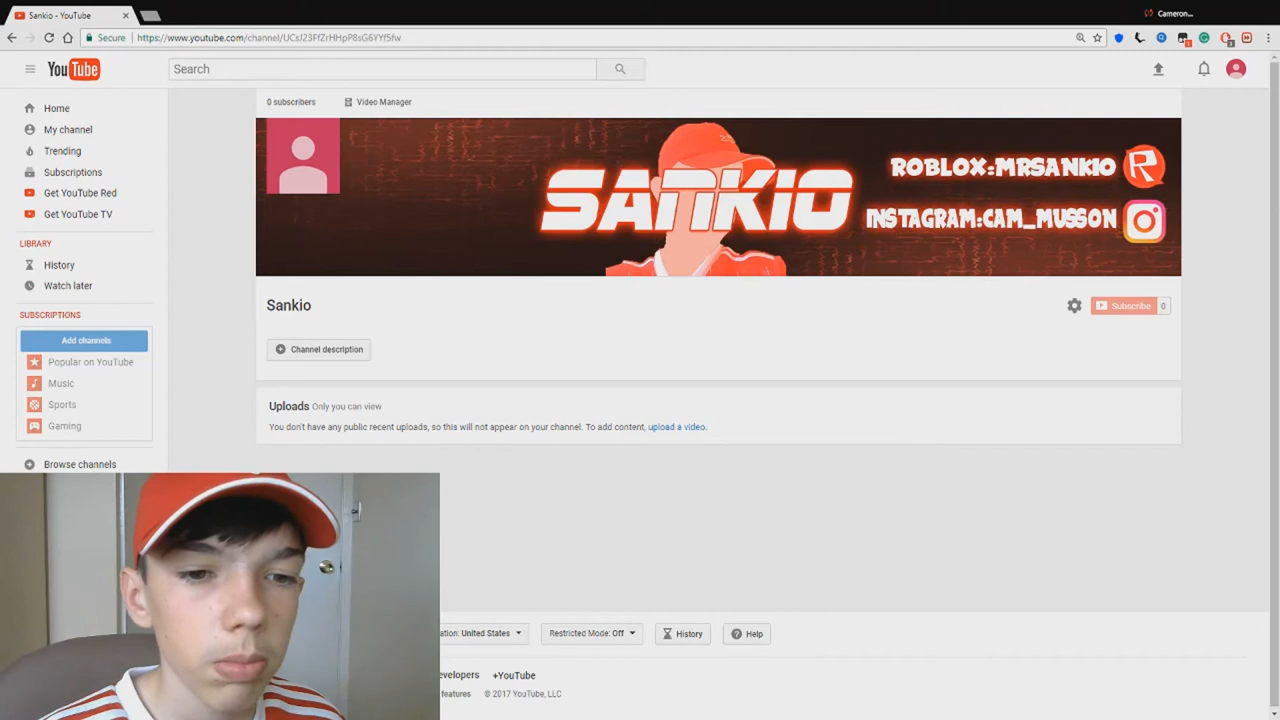 Sankio - YouTube
Cameron...
Secure https://www.youtube.com/channel/UCsJ23FfZrHHpP8sG6YYf5fw
YouTube
Search
Home
My channel
Trending
Subscriptions
Get YouTube Red
Get YouTube TV
LIBRARY
History
Watch later
SUBSCRIPTIONS
Add channels
Popular on YouTube
Music
Sports
Gaming
Browse channels
0 subscribers
Video Manager
SANKIO
ROBLOX:MRSANKIO
INSTAGRAM:CAM_MUSSON
Sankio
Subscribe 0
Channel description
Uploads Only you can view
You don't have any public recent uploads, so this will not appear on your channel. To add content, upload a video.
ation: United States
Restricted Mode: Off
History
Help
evelopers +YouTube
features © 2017 YouTube, LLC